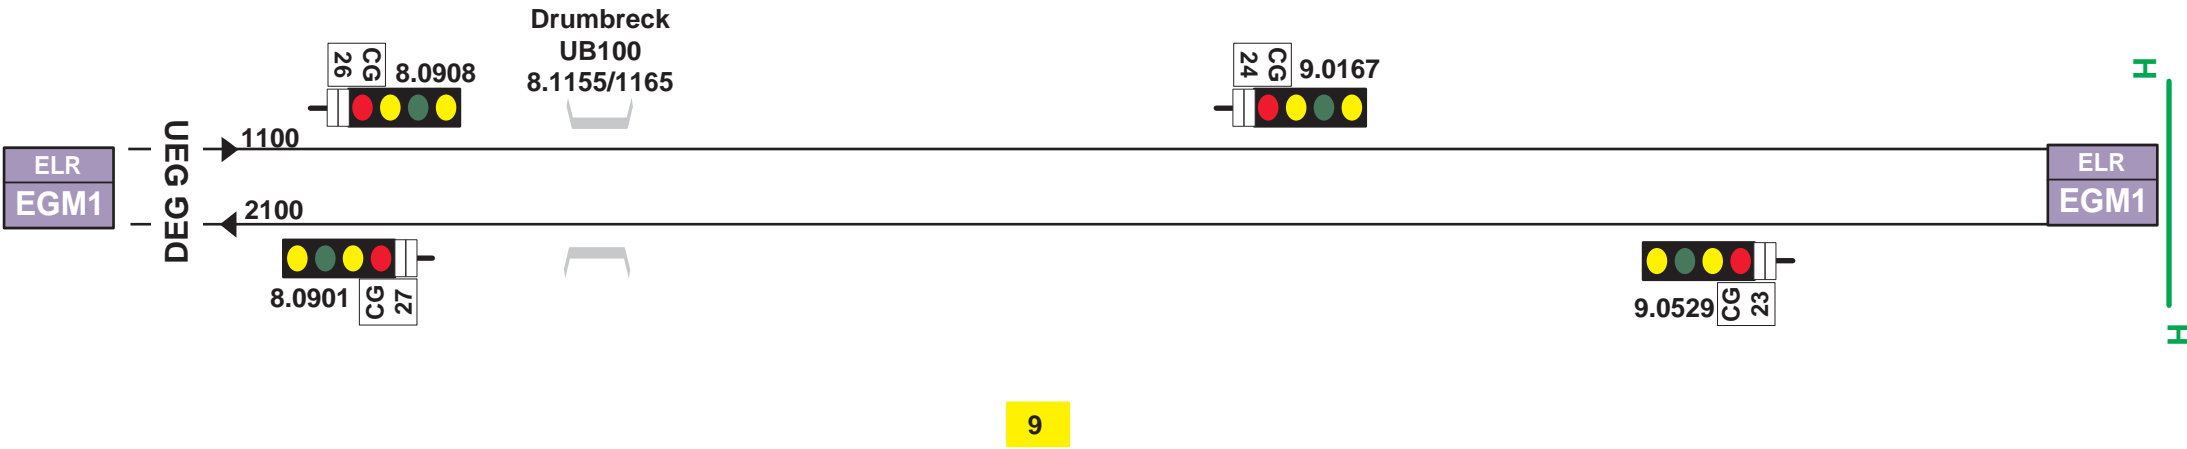 Drumbreck
UB100
8.1155/1165
CG
26
8.0908
CG
24
9.0167
H
ELR
EGM1
UEG
DEG
1100
2100
ELR
EGM1
8.0901
CG
27
9.0529
CG
23
H
9